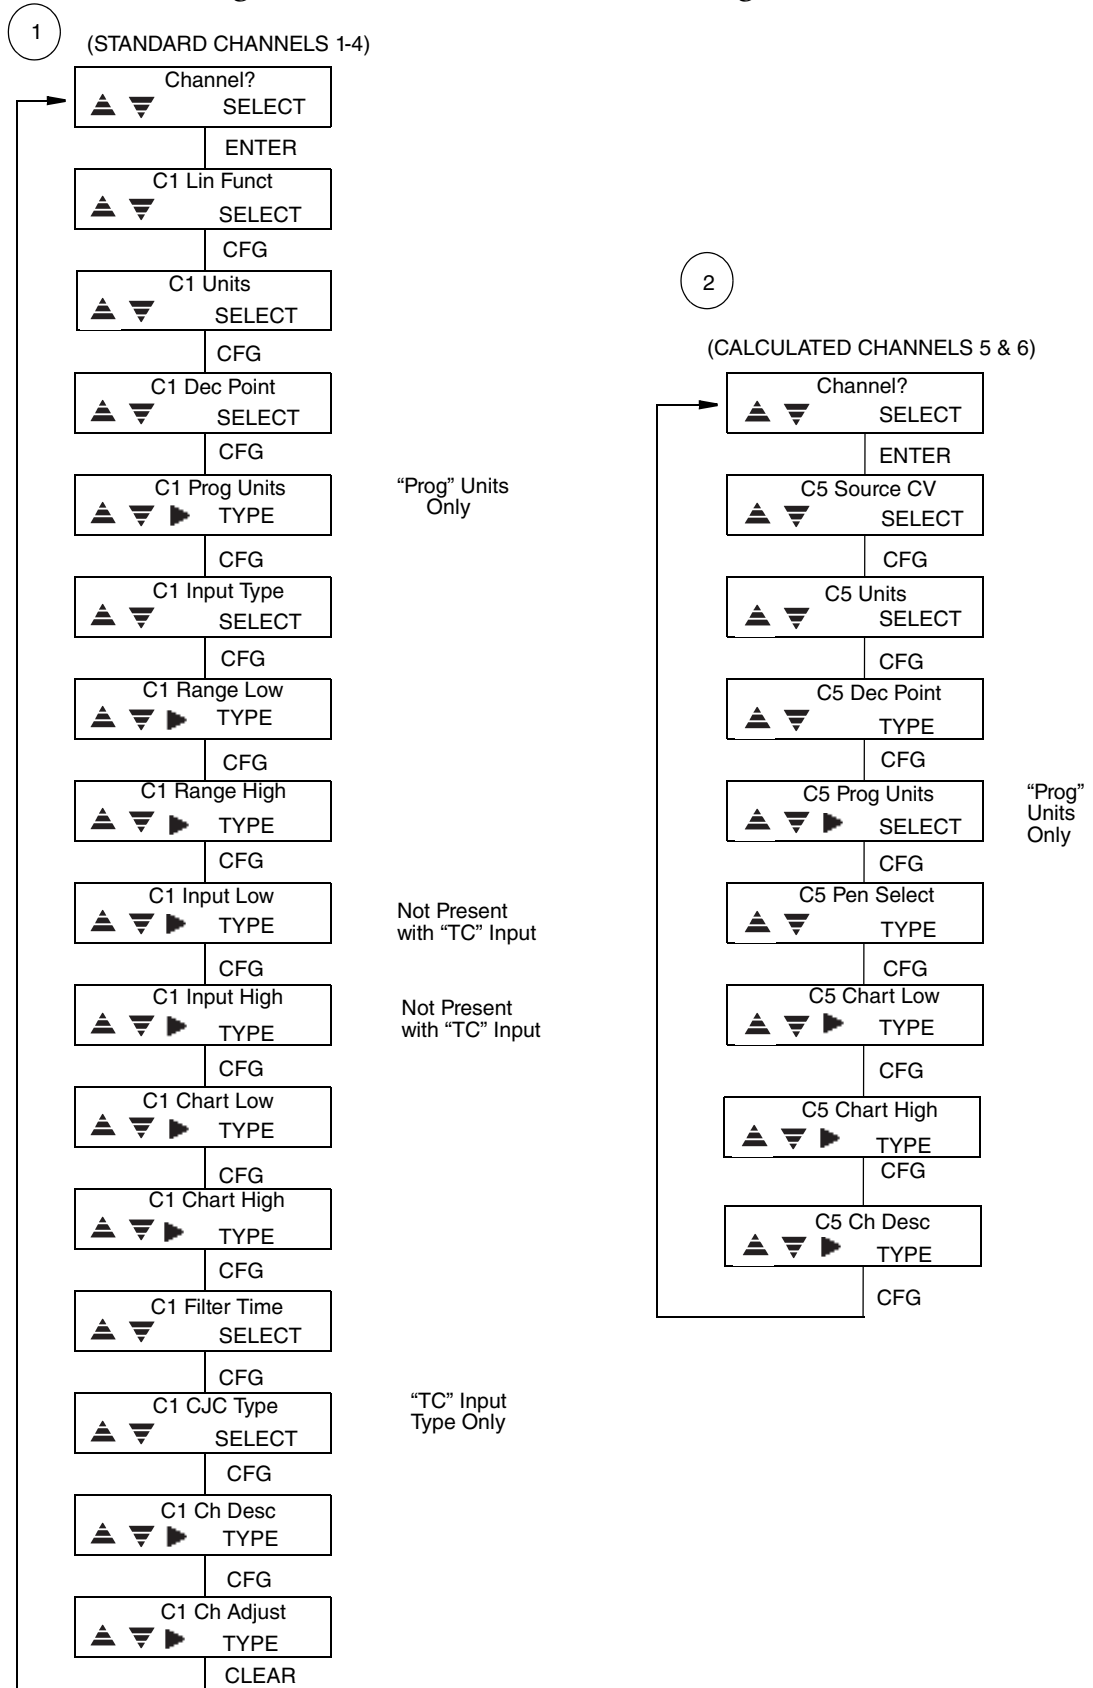 1
(STANDARD CHANNELS 1-4)
Channel?
SELECT
ENTER
C1 Lin Funct
SELECT
CFG
C1 Units
SELECT
CFG
C1 Dec Point
SELECT
CFG
C1 Prog Units
TYPE
“Prog” Units
Only
CFG
C1 Input Type
SELECT
CFG
C1 Range Low
TYPE
CFG
C1 Range High
TYPE
CFG
C1 Input Low
TYPE
Not Present
with “TC” Input
CFG
C1 Input High
TYPE
Not Present
with “TC” Input
CFG
C1 Chart Low
TYPE
CFG
C1 Chart High
TYPE
CFG
C1 Filter Time
SELECT
CFG
C1 CJC Type
SELECT
“TC” Input
Type Only
CFG
C1 Ch Desc
TYPE
CFG
C1 Ch Adjust
TYPE
CLEAR
2
(CALCULATED CHANNELS 5 & 6)
Channel?
SELECT
ENTER
C5 Source CV
SELECT
CFG
C5 Units
SELECT
CFG
C5 Dec Point
TYPE
CFG
C5 Prog Units
SELECT
“Prog”
Units
Only
CFG
C5 Pen Select
TYPE
CFG
C5 Chart Low
TYPE
CFG
C5 Chart High
TYPE
CFG
C5 Ch Desc
TYPE
CFG